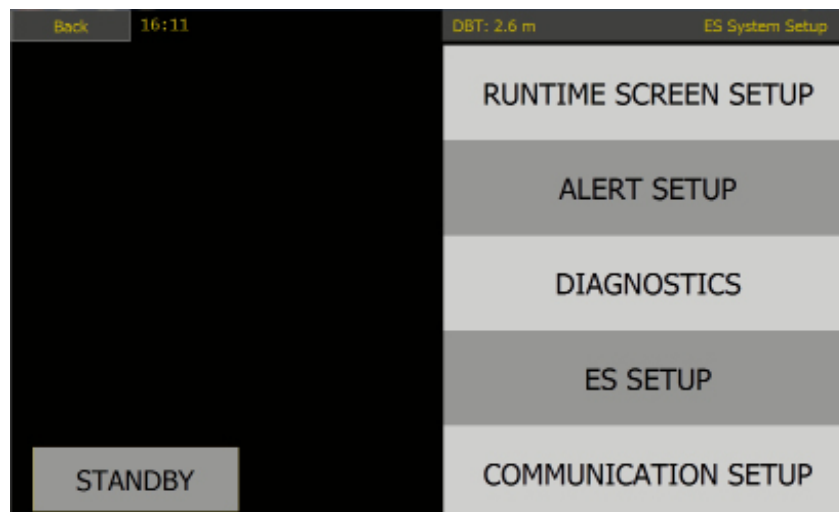 Back 16:11 DBT: 2.6 m ES System Setup
RUNTIME SCREEN SETUP
ALERT SETUP
DIAGNOSTICS
ES SETUP
STANDBY
COMMUNICATION SETUP